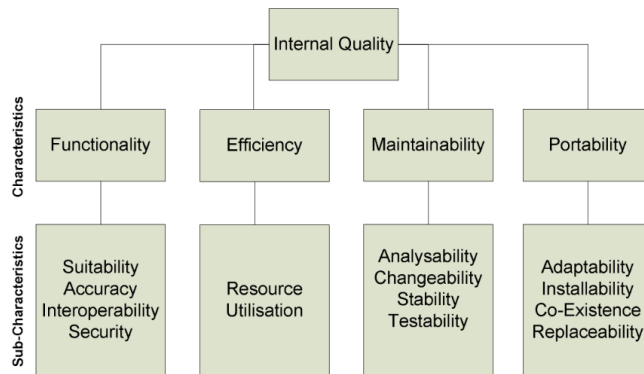 Internal Quality
Characteristics
Functionality
Efficiency
Maintainability
Portability
Sub-Characteristics
Suitability
Accuracy
Interoperability
Security
Resource
Utilisation
Analysability
Changeability
Stability
Testability
Adaptability
Installability
Co-Existence
Replaceability